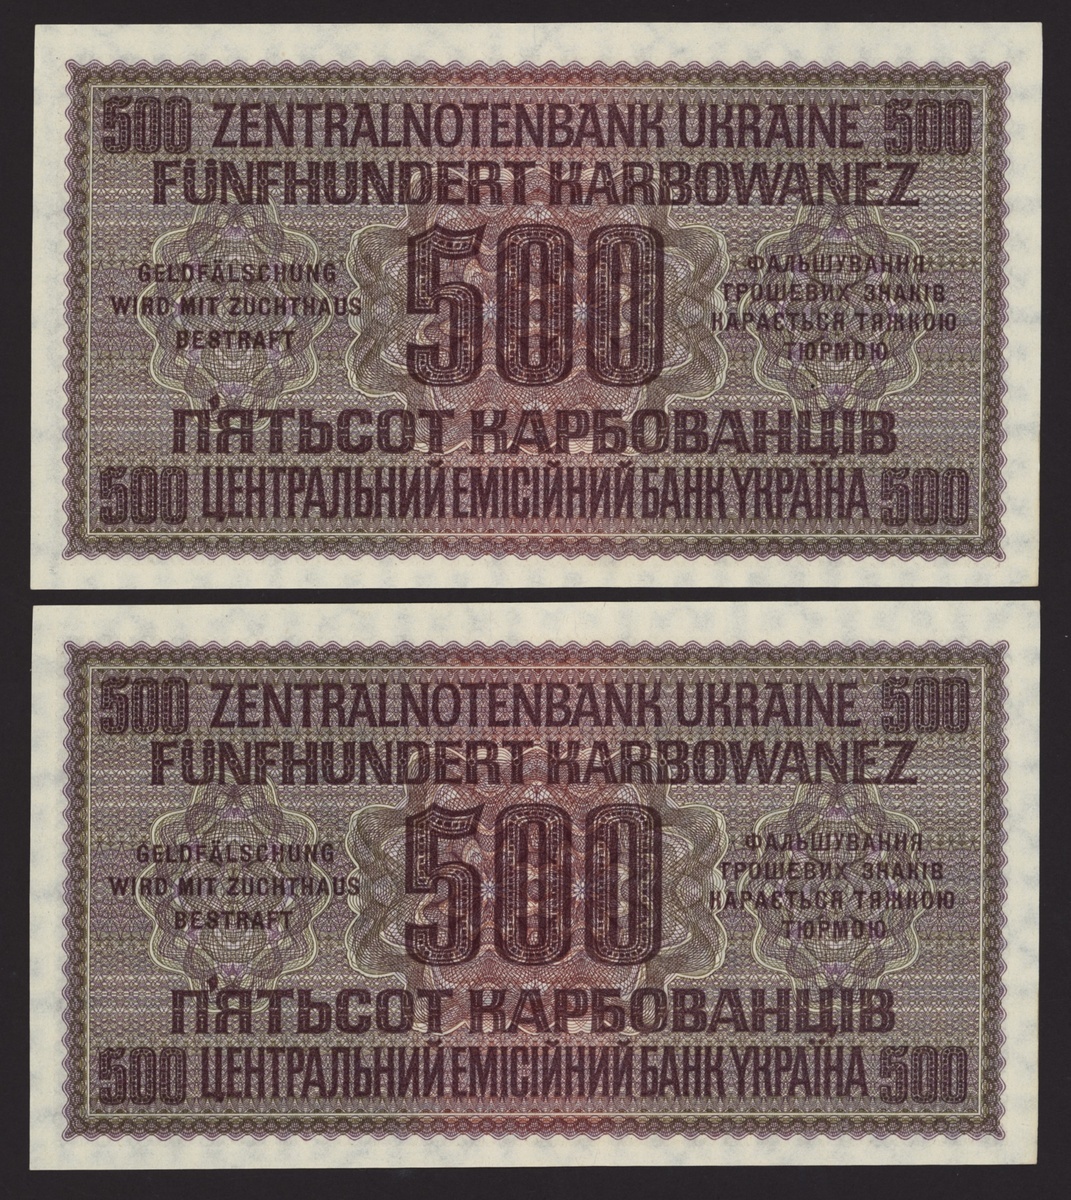 500 ZENTRALNOTENBANK UKRAINE 500
FÜNFHUNDERT KARBOWANEZ
500
GELDFÄLSCHUNG
WIRD MIT ZUCHTHAUS
BESTRAFT
ФАЛЬШУВАННЯ
ГРОШЕВИХ ЗНАКІВ
КАРАЄТЬСЯ ТЯЖКОЮ
ТЮРМОЮ
П'ЯТЬСОТ КАРБОВАНЦІВ
500 ЦЕНТРАЛЬНИЙ ЕМІСІЙНИЙ БАНК УКРАЇНА 500
500 ZENTRALNOTENBANK UKRAINE 500
FÜNFHUNDERT KARBOWANEZ
500
GELDFÄLSCHUNG
WIRD MIT ZUCHTHAUS
BESTRAFT
ФАЛЬШУВАННЯ
ГРОШЕВИХ ЗНАКІВ
КАРАЄТЬСЯ ТЯЖКОЮ
ТЮРМОЮ
П'ЯТЬСОТ КАРБОВАНЦІВ
500 ЦЕНТРАЛЬНИЙ ЕМІСІЙНИЙ БАНК УКРАЇНА 500